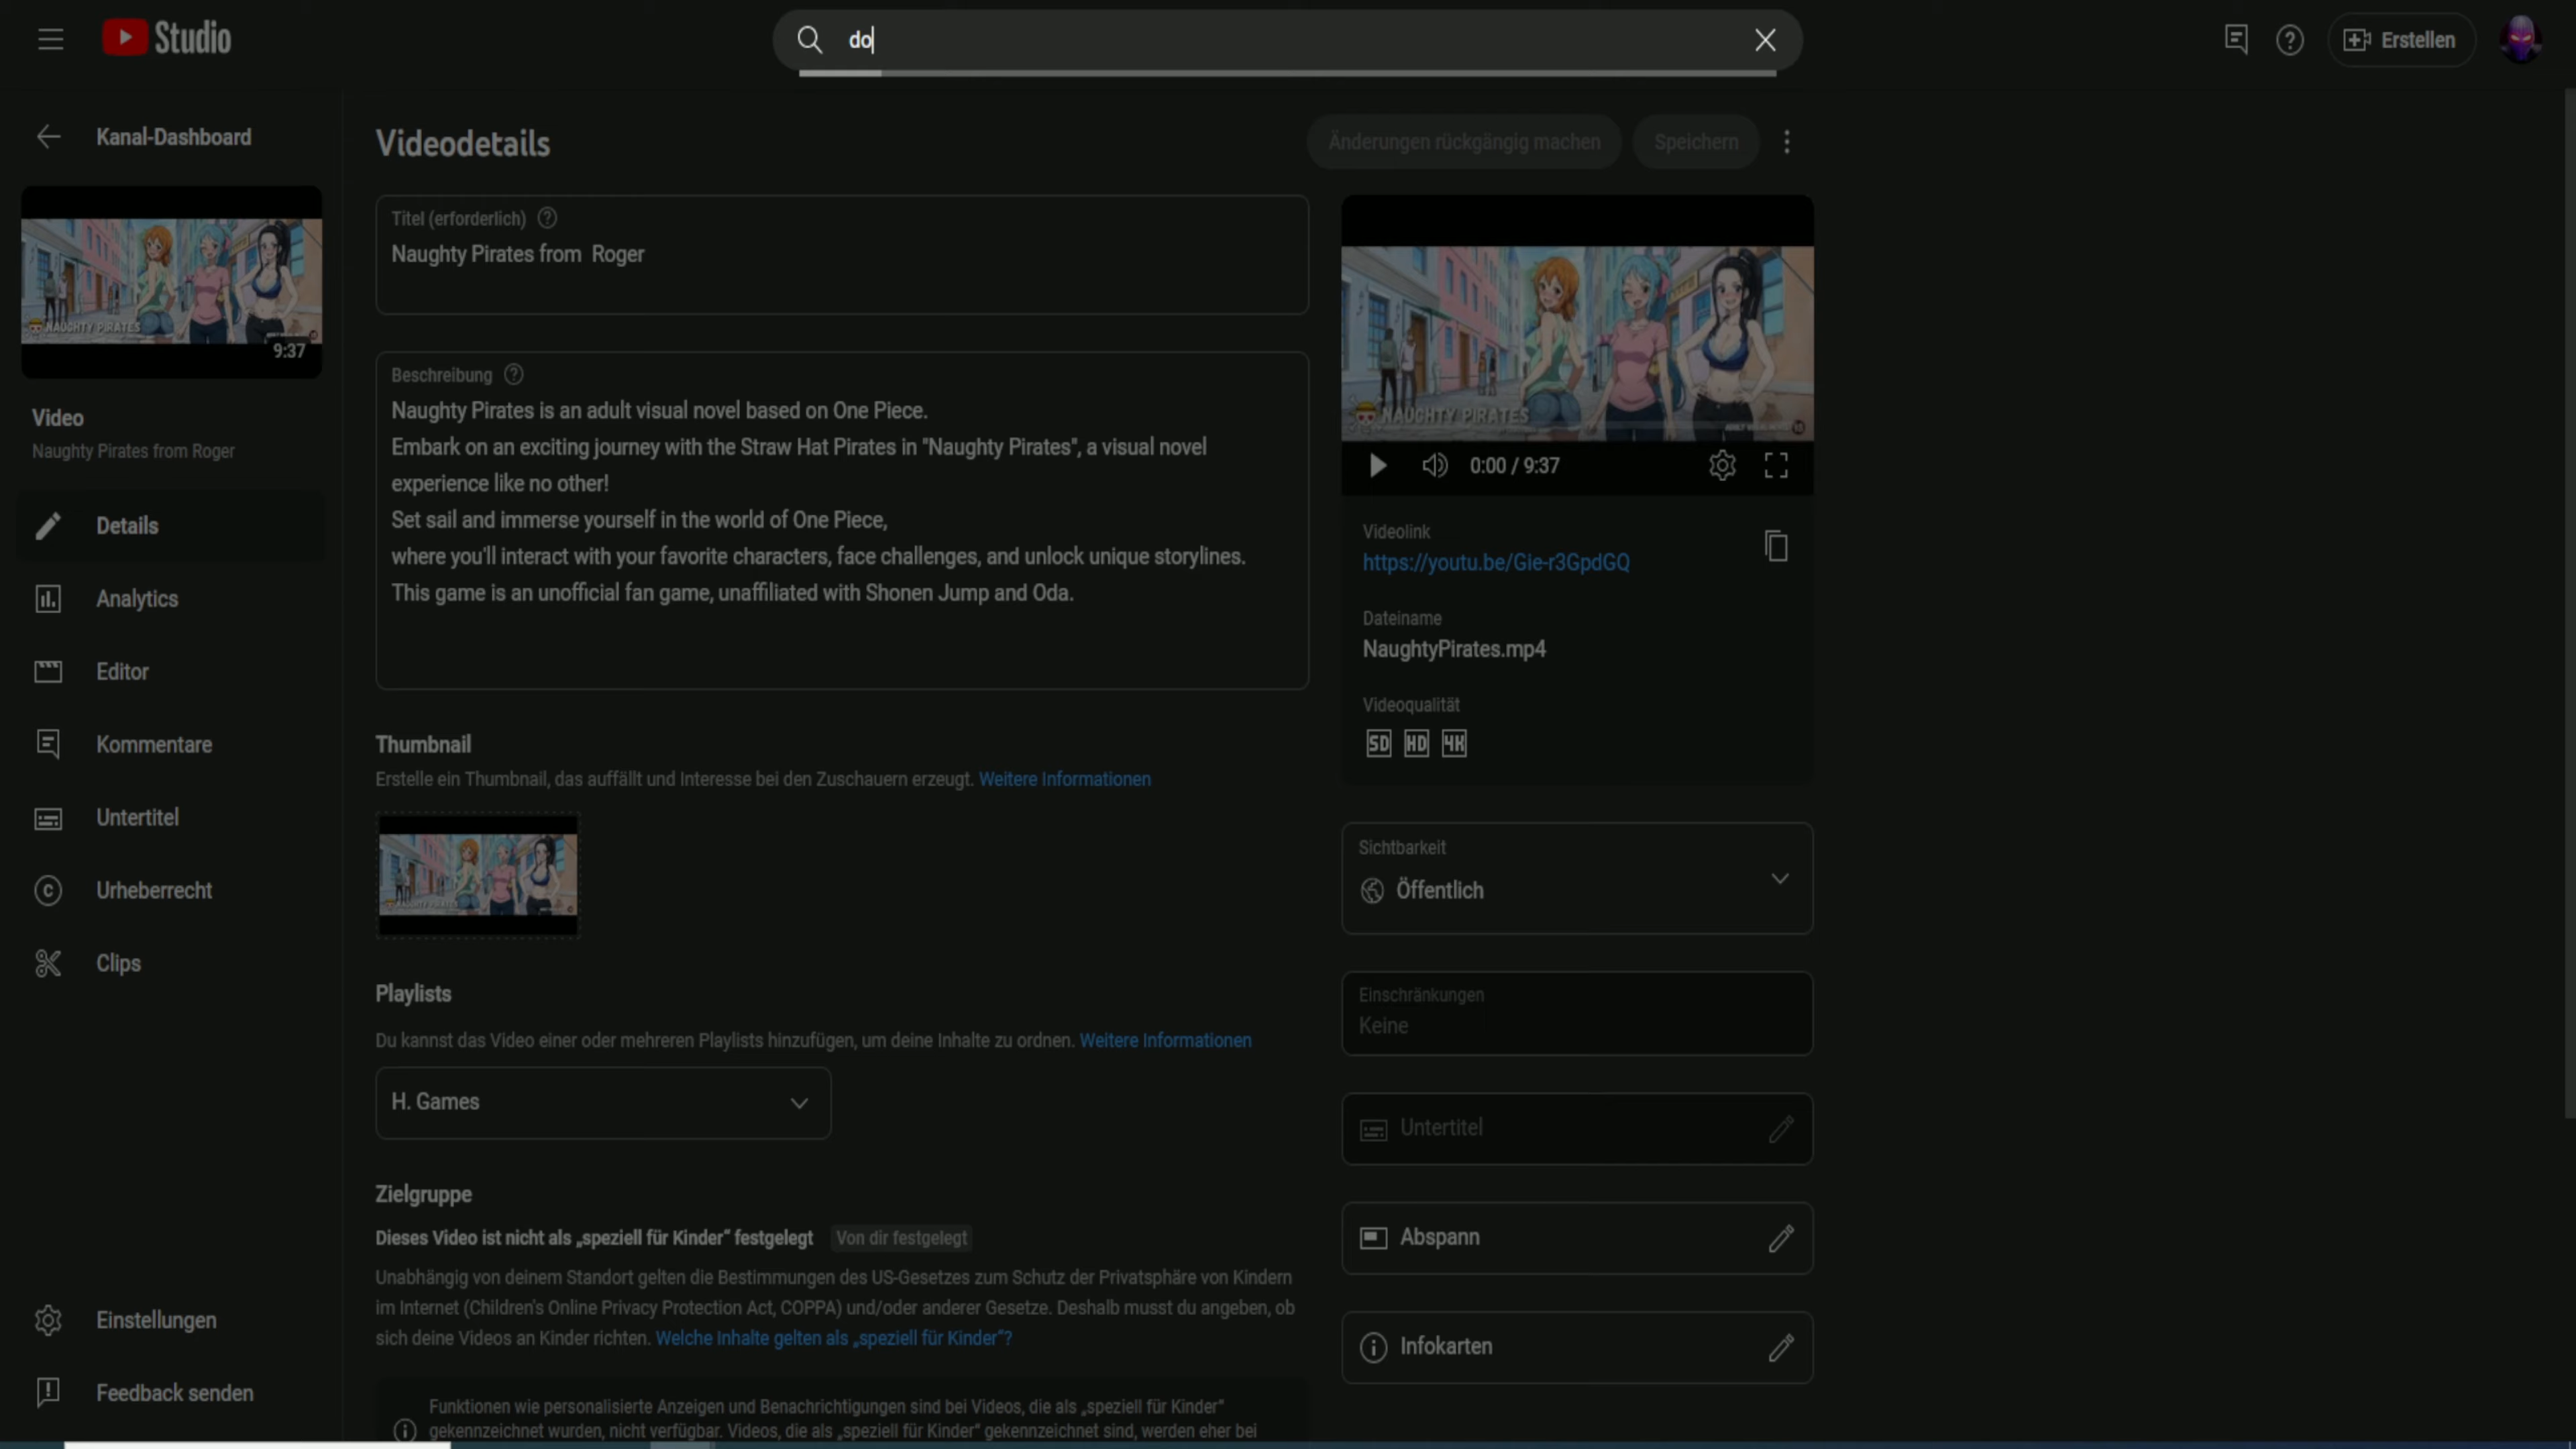 Studio
do
Erstellen
Kanal-Dashboard
NAUGHTY PIRATES
9:37
Video
Naughty Pirates from Roger
Details
Analytics
Editor
Kommentare
Untertitel
Urheberrecht
Clips
Einstellungen
Feedback senden
Videodetails
Änderungen rückgängig machen
Speichern
Titel (erforderlich)
Naughty Pirates from  Roger
Beschreibung
Naughty Pirates is an adult visual novel based on One Piece.
Embark on an exciting journey with the Straw Hat Pirates in "Naughty Pirates", a visual novel
experience like no other!
Set sail and immerse yourself in the world of One Piece,
where you'll interact with your favorite characters, face challenges, and unlock unique storylines.
This game is an unofficial fan game, unaffiliated with Shonen Jump and Oda.
Thumbnail
Erstelle ein Thumbnail, das auffällt und Interesse bei den Zuschauern erzeugt. Weitere Informationen
Playlists
Du kannst das Video einer oder mehreren Playlists hinzufügen, um deine Inhalte zu ordnen. Weitere Informationen
H. Games
Zielgruppe
Dieses Video ist nicht als „speziell für Kinder“ festgelegt Von dir festgelegt
Unabhängig von deinem Standort gelten die Bestimmungen des US-Gesetzes zum Schutz der Privatsphäre von Kindern
im Internet (Children's Online Privacy Protection Act, COPPA) und/oder anderer Gesetze. Deshalb musst du angeben, ob
sich deine Videos an Kinder richten. Welche Inhalte gelten als „speziell für Kinder“?
Funktionen wie personalisierte Anzeigen und Benachrichtigungen sind bei Videos, die als „speziell für Kinder“
gekennzeichnet wurden, nicht verfügbar. Videos, die als „speziell für Kinder“ gekennzeichnet sind, werden eher bei
NAUGHTY PIRATES
0:00 / 9:37
Videolink
https://youtu.be/Gie-r3GpdGQ
Dateiname
NaughtyPirates.mp4
Videoqualität
SD HD 4K
Sichtbarkeit
Öffentlich
Einschränkungen
Keine
Untertitel
Abspann
Infokarten